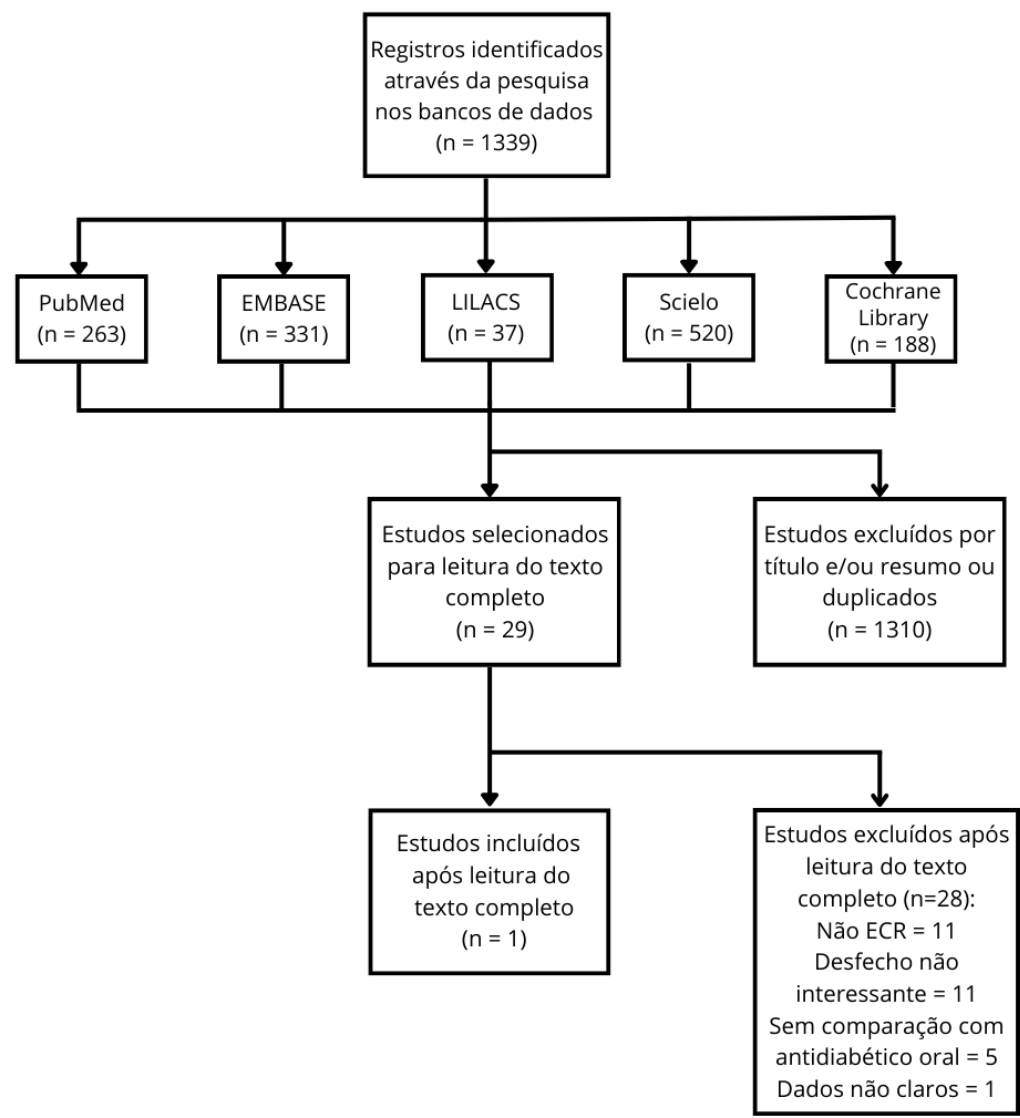 Registros identificados
através da pesquisa
nos bancos de dados
(n = 1339)
PubMed
(n = 263)
EMBASE
(n = 331)
LILACS
(n = 37)
Scielo
(n = 520)
Cochrane
Library
(n = 188)
Estudos selecionados
para leitura do texto
completo
(n = 29)
Estudos excluídos por
título e/ou resumo ou
duplicados
(n = 1310)
Estudos incluídos
após leitura do
texto completo
(n = 1)
Estudos excluídos após
leitura do texto
completo (n=28):
Não ECR = 11
Desfecho não
interessante = 11
Sem comparação com
antidiabético oral = 5
Dados não claros = 1